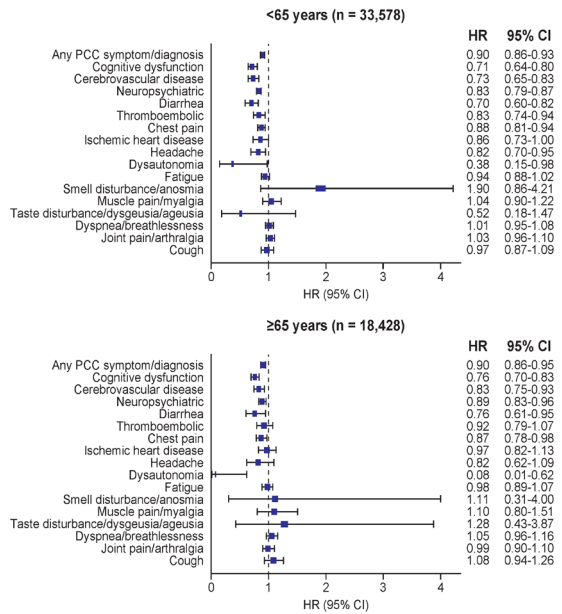 <65 years (n = 33,578)
HR 95% CI
Any PCC symptom/diagnosis 0.90 0.86-0.93
Cognitive dysfunction 0.71 0.64-0.80
Cerebrovascular disease 0.73 0.65-0.83
Neuropsychiatric 0.83 0.79-0.87
Diarrhea 0.70 0.60-0.82
Thromboembolic 0.83 0.74-0.94
Chest pain 0.88 0.81-0.94
Ischemic heart disease 0.86 0.73-1.00
Headache 0.82 0.70-0.95
Dysautonomia 0.38 0.15-0.98
Fatigue 0.94 0.88-1.02
Smell disturbance/anosmia 1.90 0.86-4.21
Muscle pain/myalgia 1.04 0.90-1.22
Taste disturbance/dysgeusia/ageusia 0.52 0.18-1.47
Dyspnea/breathlessness 1.01 0.95-1.08
Joint pain/arthralgia 1.03 0.96-1.10
Cough 0.97 0.87-1.09
0 1 2 3 4
HR (95% CI)
≥65 years (n = 18,428)
HR 95% CI
Any PCC symptom/diagnosis 0.90 0.86-0.95
Cognitive dysfunction 0.76 0.70-0.83
Cerebrovascular disease 0.83 0.75-0.93
Neuropsychiatric 0.89 0.83-0.96
Diarrhea 0.76 0.61-0.95
Thromboembolic 0.92 0.79-1.07
Chest pain 0.87 0.78-0.98
Ischemic heart disease 0.97 0.82-1.13
Headache 0.82 0.62-1.09
Dysautonomia 0.08 0.01-0.62
Fatigue 0.98 0.89-1.07
Smell disturbance/anosmia 1.11 0.31-4.00
Muscle pain/myalgia 1.10 0.80-1.51
Taste disturbance/dysgeusia/ageusia 1.28 0.43-3.87
Dyspnea/breathlessness 1.05 0.96-1.16
Joint pain/arthralgia 0.99 0.90-1.10
Cough 1.08 0.94-1.26
0 1 2 3 4
HR (95% CI)